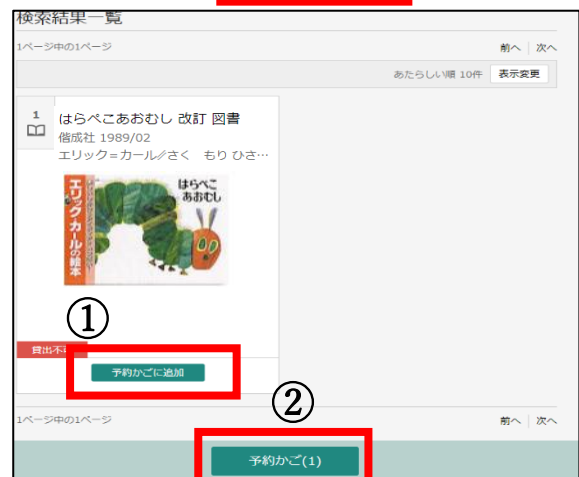 検索結果一覧
1ページ中の1ページ
前へ 次へ
あたらしい順 10件 表示変更
1
はらぺこあおむし 改訂 図書
偕成社 1989/02
エリック=カール//さく もり ひさ…
はらぺこ
あおむし
エリック・カールの絵本
①
貸出不
予約かごに追加
②
1ページ中の1ページ
前へ 次へ
予約かご(1)